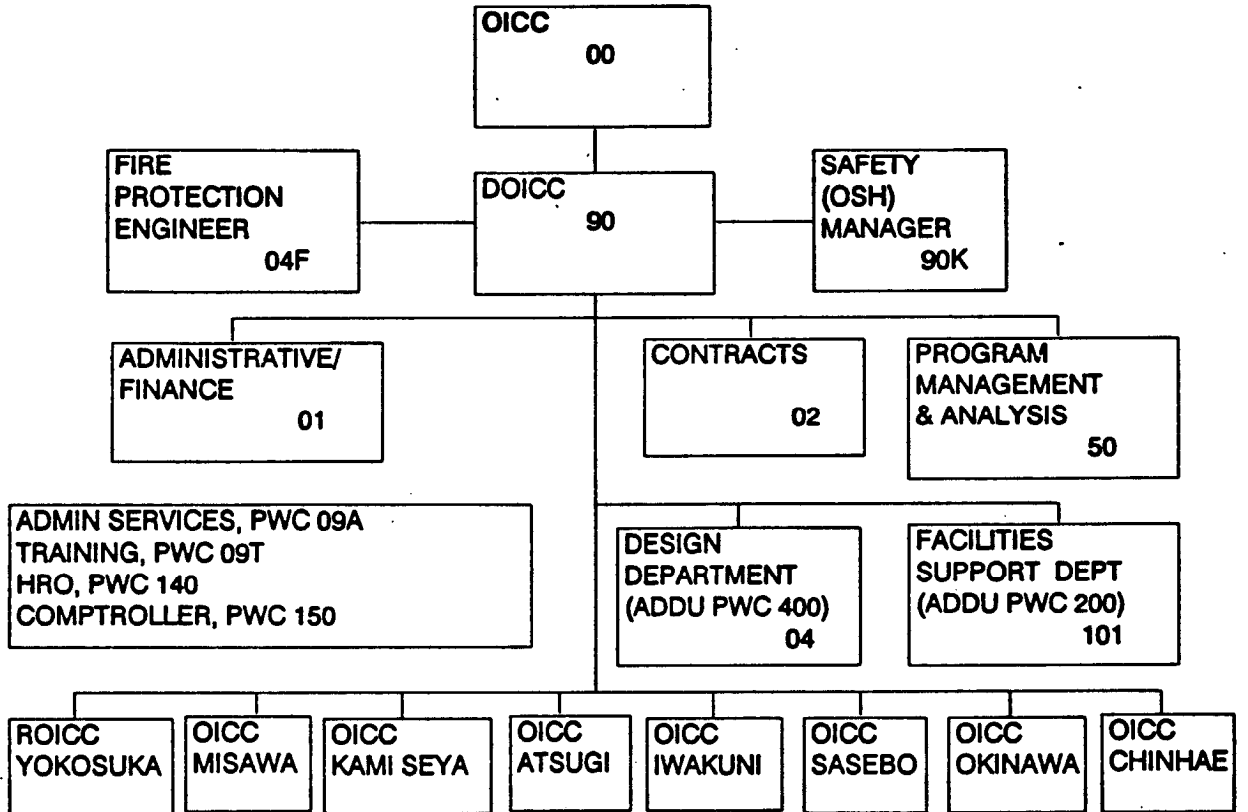 OICC
00
FIRE
PROTECTION
ENGINEER
04F
DOICC
90
SAFETY
(OSH)
MANAGER
90K
ADMINISTRATIVE/
FINANCE
01
CONTRACTS
02
PROGRAM
MANAGEMENT
& ANALYSIS
50
ADMIN SERVICES, PWC 09A
TRAINING, PWC 09T
HRO, PWC 140
COMPTROLLER, PWC 150
DESIGN
DEPARTMENT
(ADDU PWC 400)
04
FACILITIES
SUPPORT DEPT
(ADDU PWC 200)
101
ROICC
YOKOSUKA
OICC
MISAWA
OICC
KAMI SEYA
OICC
ATSUGI
OICC
IWAKUNI
OICC
SASEBO
OICC
OKINAWA
OICC
CHINHAE